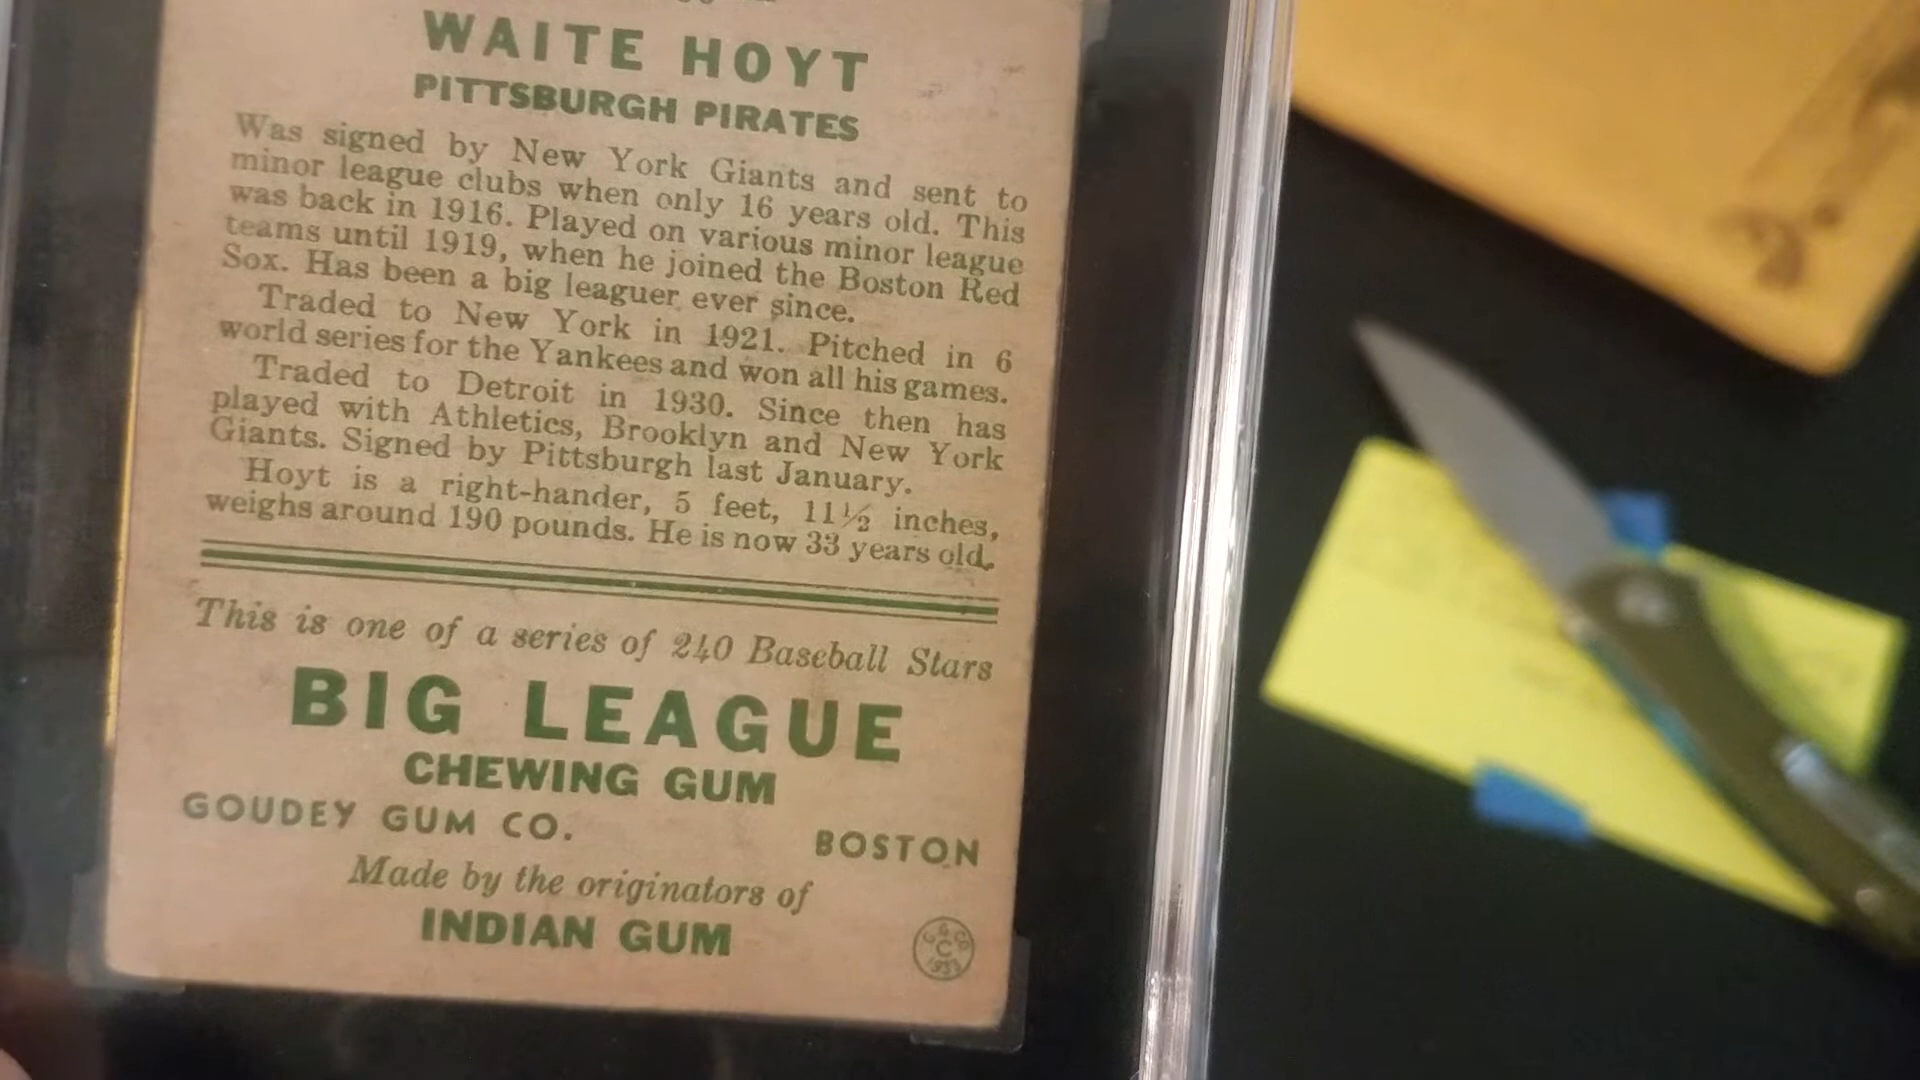 WAITE HOYT
PITTSBURGH PIRATES
Was signed by New York Giants and sent to
minor league clubs when only 16 years old. This
was back in 1916. Played on various minor league
teams until 1919, when he joined the Boston Red
Sox. Has been a big leaguer ever since.
Traded to New York in 1921. Pitched in 6
world series for the Yankees and won all his games.
Traded to Detroit in 1930. Since then has
played with Athletics, Brooklyn and New York
Giants. Signed by Pittsburgh last January.
Hoyt is a right-hander, 5 feet, 11½ inches,
weighs around 190 pounds. He is now 33 years old.
This is one of a series of 240 Baseball Stars
BIG LEAGUE
CHEWING GUM
GOUDEY GUM CO. BOSTON
Made by the originators of
INDIAN GUM
G. G. CO.
C
1933